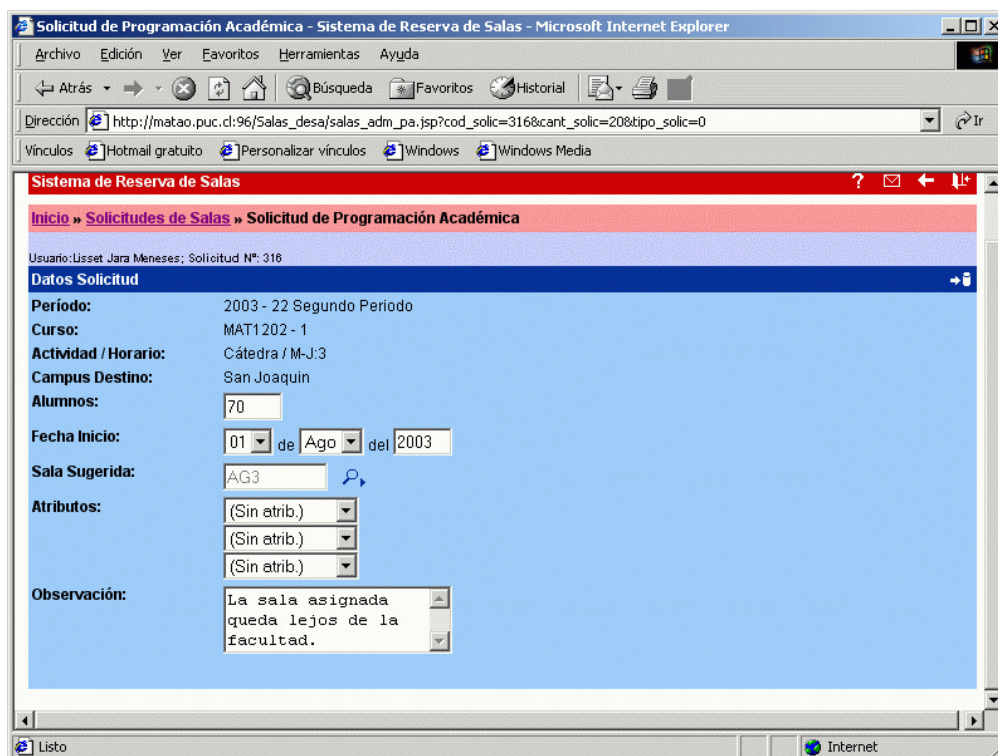 Solicitud de Programación Académica - Sistema de Reserva de Salas - Microsoft Internet Explorer
Archivo Edición Ver Favoritos Herramientas Ayuda
Atrás Búsqueda Favoritos Historial
Dirección http://matao.puc.cl:96/Salas_desa/salas_adm_pa.jsp?cod_solic=316&cant_solic=20&tipo_solic=0 Ir
Vínculos Hotmail gratuito Personalizar vínculos Windows Windows Media
Sistema de Reserva de Salas ?
Inicio » Solicitudes de Salas » Solicitud de Programación Académica
Usuario:Lisset Jara Meneses; Solicitud Nº: 316
Datos Solicitud
Período: 2003 - 22 Segundo Periodo
Curso: MAT1202 - 1
Actividad / Horario: Cátedra / M-J:3
Campus Destino: San Joaquin
Alumnos: 70
Fecha Inicio: 01 de Ago del 2003
Sala Sugerida: AG3
Atributos: (Sin atrib.)
(Sin atrib.)
(Sin atrib.)
Observación: La sala asignada
queda lejos de la
facultad.
Listo Internet